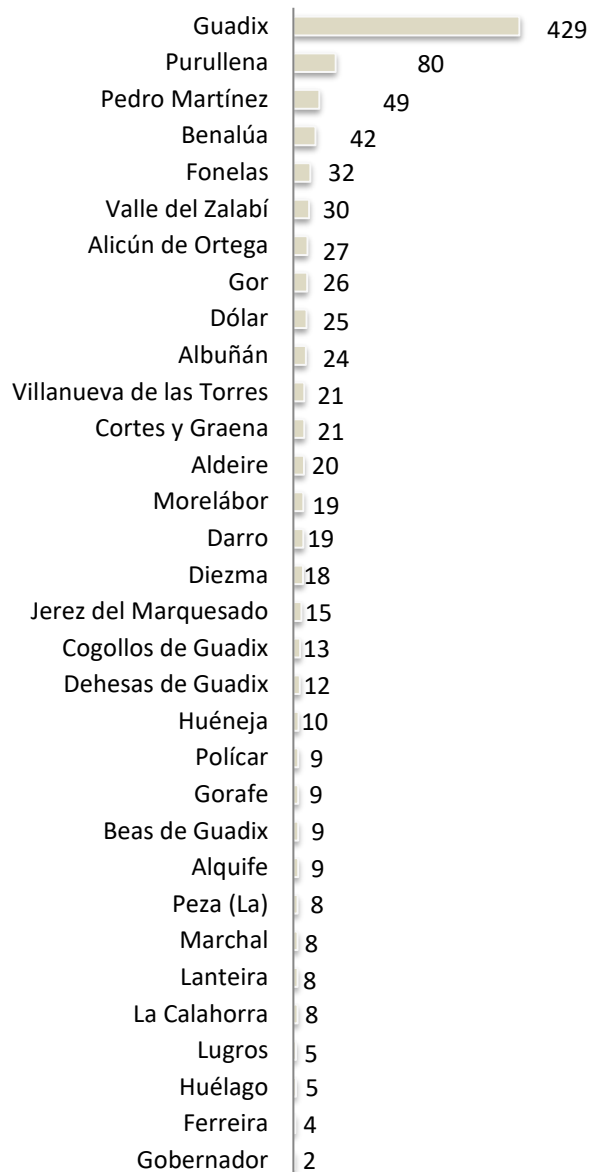 Guadix 429
Purullena 80
Pedro Martínez 49
Benalúa 42
Fonelas 32
Valle del Zalabí 30
Alicún de Ortega 27
Gor 26
Dólar 25
Albuñán 24
Villanueva de las Torres 21
Cortes y Graena 21
Aldeire 20
Morelábor 19
Darro 19
Diezma 18
Jerez del Marquesado 15
Cogollos de Guadix 13
Dehesas de Guadix 12
Huéneja 10
Polícar 9
Gorafe 9
Beas de Guadix 9
Alquife 9
Peza (La) 8
Marchal 8
Lanteira 8
La Calahorra 8
Lugros 5
Huélago 5
Ferreira 4
Gobernador 2